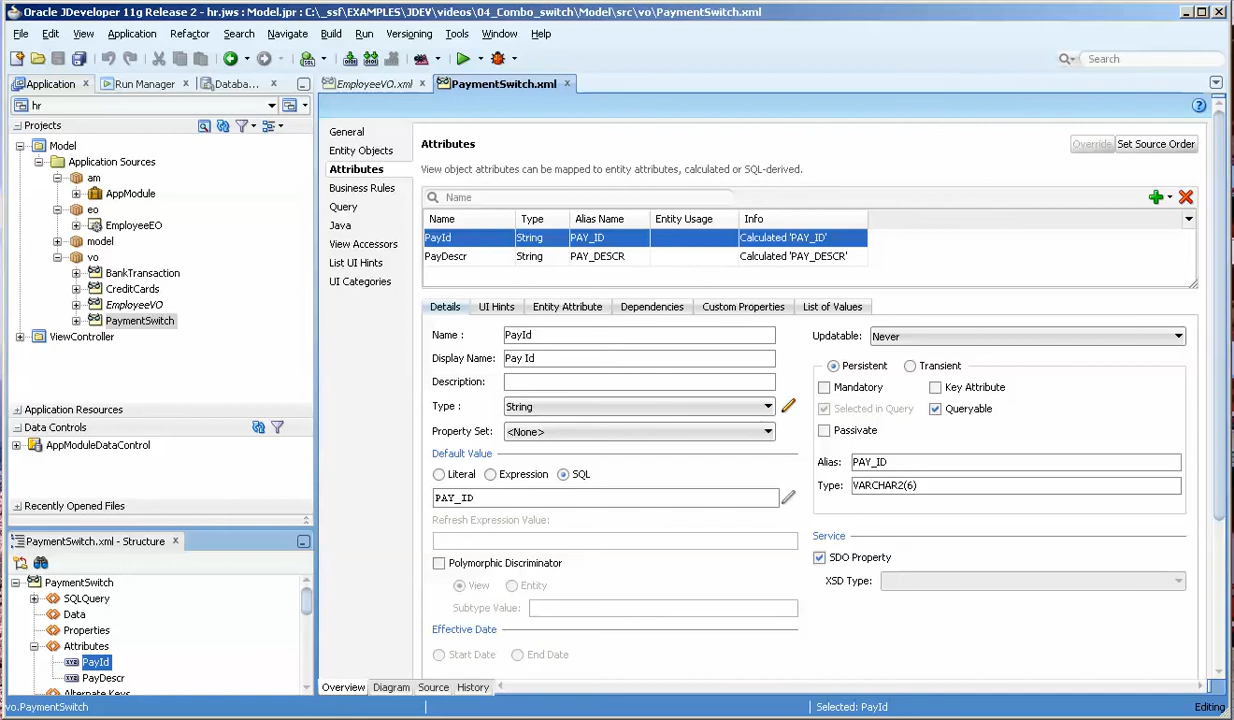 Oracle JDeveloper 11g Release 2 - hr.jws : Model.jpr : C:\_ssf\EXAMPLES\JDEV\videos\04_Combo_switch\Model\src\vo\PaymentSwitch.xml
File Edit View Application Refactor Search Navigate Build Run Versioning Tools Window Help
Search
Application Run Manager Databa... EmployeeVO.xml PaymentSwitch.xml
hr
Projects
Model
Application Sources
am
AppModule
eo
EmployeeEO
model
vo
BankTransaction
CreditCards
EmployeeVO
PaymentSwitch
ViewController
Application Resources
Data Controls
AppModuleDataControl
Recently Opened Files
PaymentSwitch.xml - Structure
PaymentSwitch
SQLQuery
Data
Properties
Attributes
PayId
PayDescr
Alternate Keys
General
Entity Objects
Attributes
Business Rules
Query
Java
View Accessors
List UI Hints
UI Categories
Attributes
Override Set Source Order
View object attributes can be mapped to entity attributes, calculated or SQL-derived.
Name
Name Type Alias Name Entity Usage Info
PayId String PAY_ID Calculated 'PAY_ID'
PayDescr String PAY_DESCR Calculated 'PAY_DESCR'
Details UI Hints Entity Attribute Dependencies Custom Properties List of Values
Name : PayId
Display Name: Pay Id
Description:
Type : String
Property Set: <None>
Default Value
Literal Expression SQL
PAY_ID
Refresh Expression Value:
Polymorphic Discriminator
View Entity
Subtype Value:
Effective Date
Start Date End Date
Updatable: Never
Persistent Transient
Mandatory Key Attribute
Selected in Query Queryable
Passivate
Alias: PAY_ID
Type: VARCHAR2(6)
Service
SDO Property
XSD Type:
Overview Diagram Source History
vo.PaymentSwitch Selected: PayId Editing